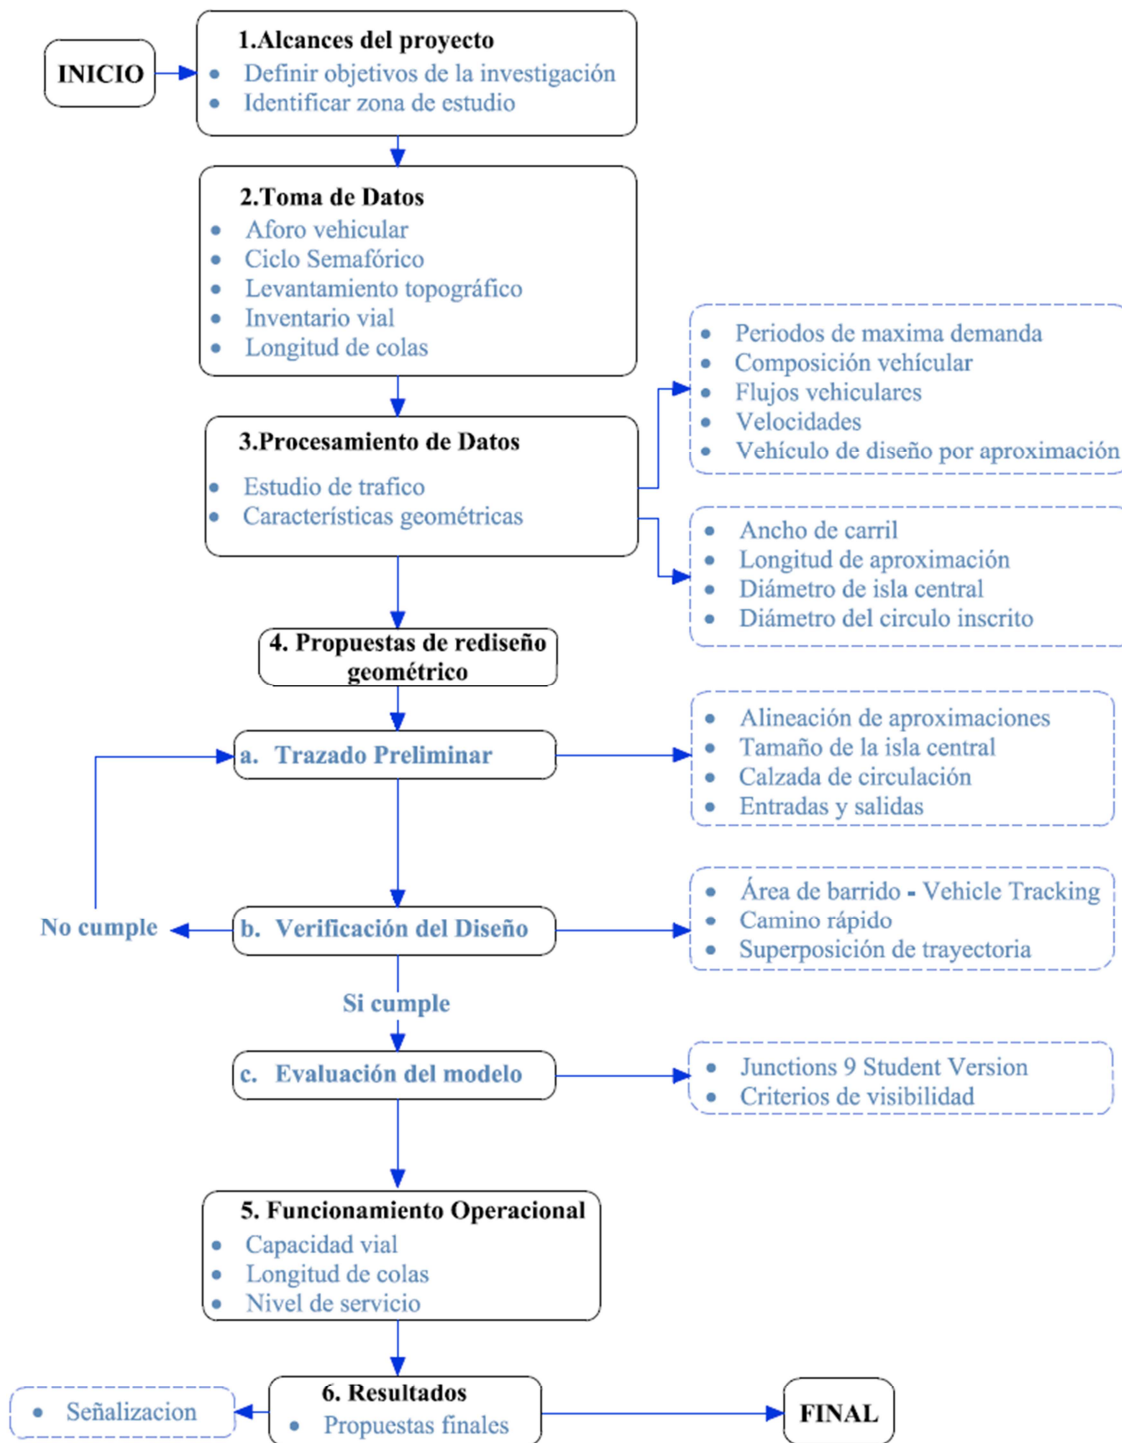 INICIO
1.Alcances del proyecto
• Definir objetivos de la investigación
• Identificar zona de estudio
2.Toma de Datos
• Aforo vehicular
• Ciclo Semafórico
• Levantamiento topográfico
• Inventario vial
• Longitud de colas
3.Procesamiento de Datos
• Estudio de trafico
• Características geométricas
• Periodos de maxima demanda
• Composición vehícular
• Flujos vehiculares
• Velocidades
• Vehículo de diseño por aproximación
• Ancho de carril
• Longitud de aproximación
• Diámetro de isla central
• Diámetro del circulo inscrito
4. Propuestas de rediseño
geométrico
a. Trazado Preliminar
• Alineación de aproximaciones
• Tamaño de la isla central
• Calzada de circulación
• Entradas y salidas
No cumple
b. Verificación del Diseño
• Área de barrido - Vehicle Tracking
• Camino rápido
• Superposición de trayectoria
Si cumple
c. Evaluación del modelo
• Junctions 9 Student Version
• Criterios de visibilidad
5. Funcionamiento Operacional
• Capacidad vial
• Longitud de colas
• Nivel de servicio
6. Resultados
• Propuestas finales
• Señalizacion
FINAL